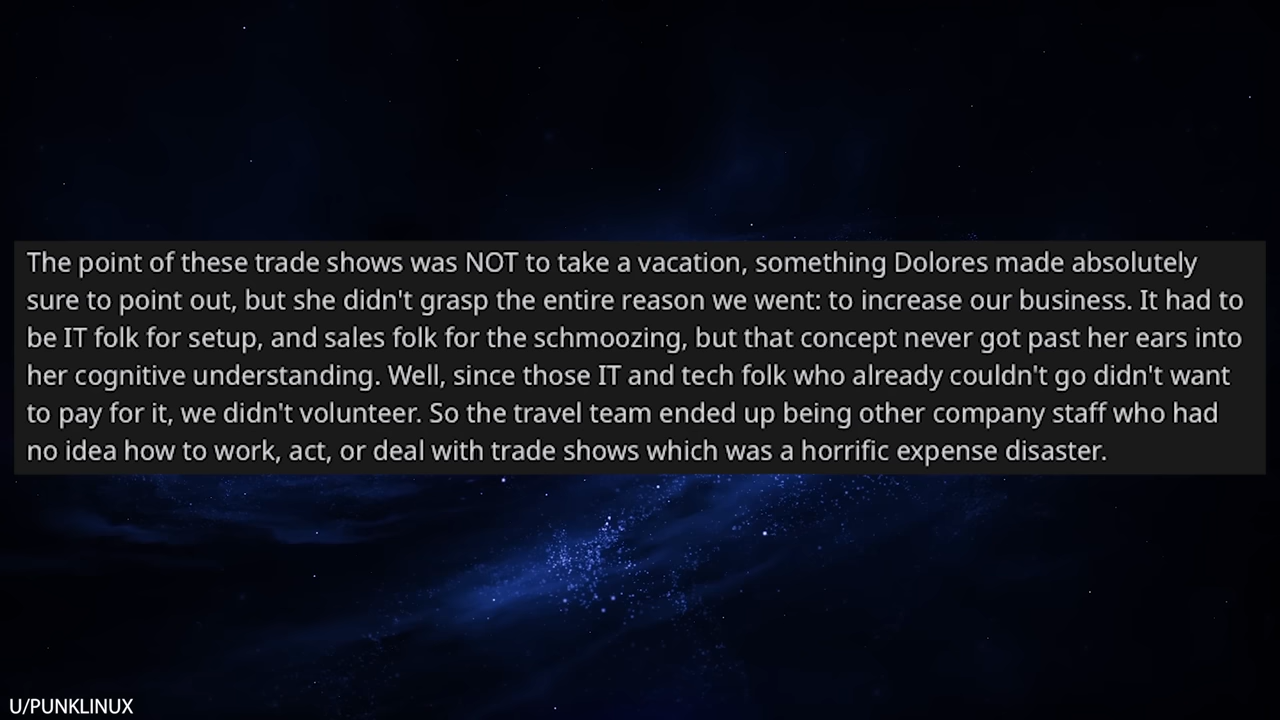 The point of these trade shows was NOT to take a vacation, something Dolores made absolutely
sure to point out, but she didn't grasp the entire reason we went: to increase our business. It had to
be IT folk for setup, and sales folk for the schmoozing, but that concept never got past her ears into
her cognitive understanding. Well, since those IT and tech folk who already couldn't go didn't want
to pay for it, we didn't volunteer. So the travel team ended up being other company staff who had
no idea how to work, act, or deal with trade shows which was a horrific expense disaster.
U/PUNKLINUX